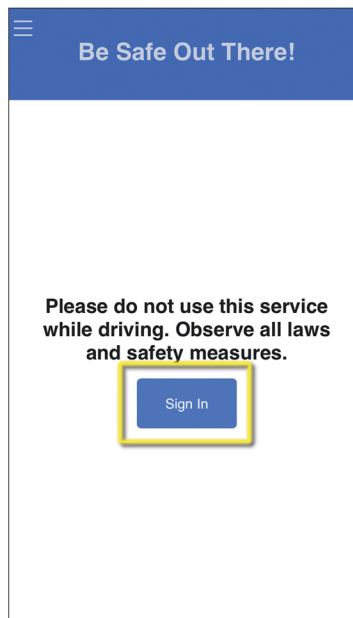 Be Safe Out There!
Please do not use this service
while driving. Observe all laws
and safety measures.
Sign In